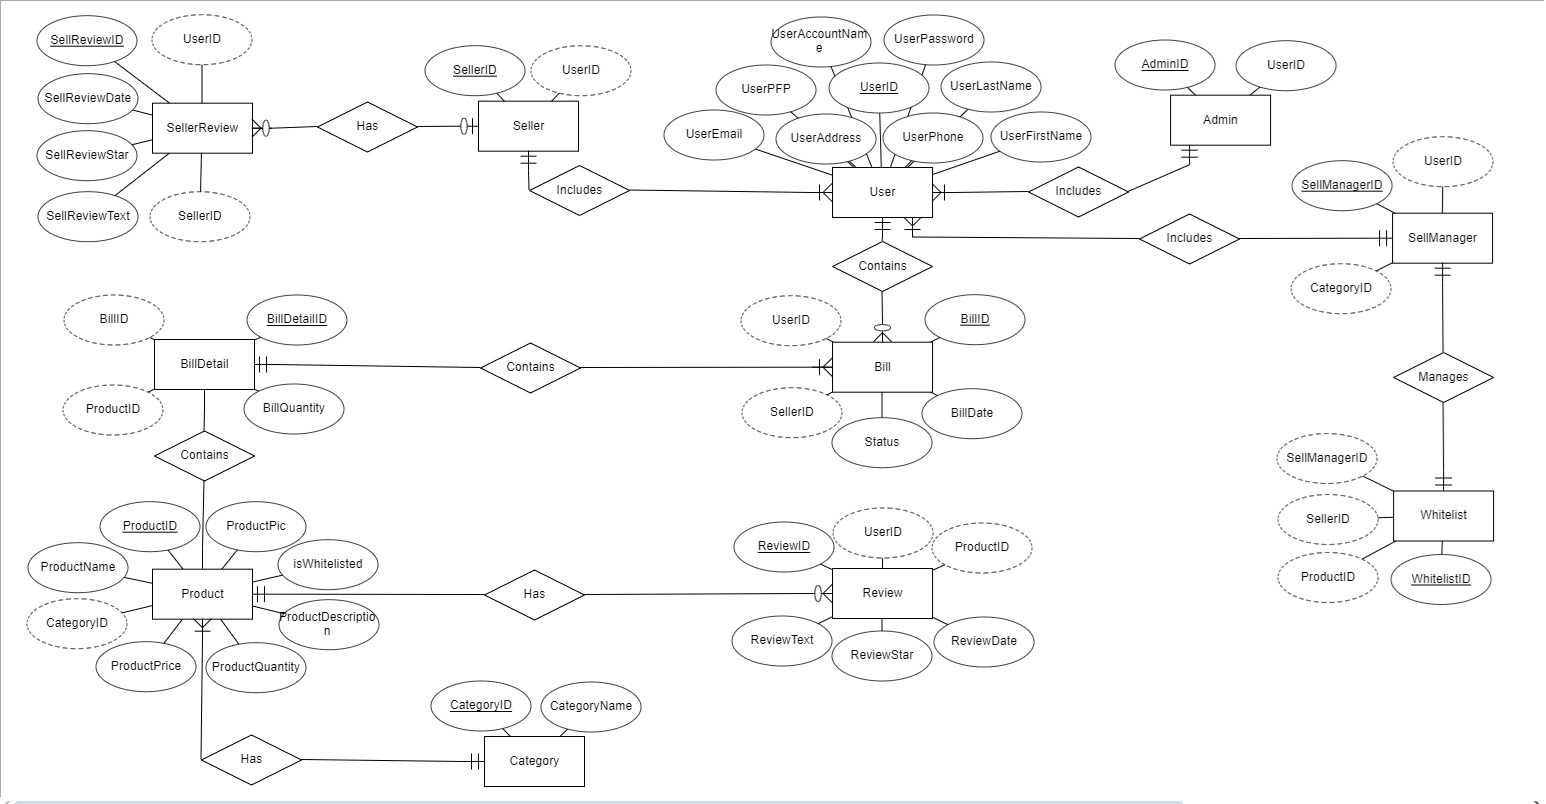 SellReviewID
UserID
SellReviewDate
SellReviewStar
SellReviewText
SellerID
SellerReview
Has
SellerID
UserID
Seller
Includes
UserAccountNam
e
UserPassword
UserPFP
UserID
UserLastName
UserEmail
UserAddress
UserPhone
UserFirstName
User
AdminID
UserID
Admin
Includes
Includes
SellManagerID
UserID
SellManager
CategoryID
Contains
BillID
BillDetailID
BillDetail
ProductID
BillQuantity
Contains
UserID
BillID
Bill
SellerID
BillDate
Status
Manages
Contains
SellManagerID
SellerID
Whitelist
ProductID
WhitelistID
ProductID
ProductPic
ProductName
isWhitelisted
Product
CategoryID
ProductDescriptio
n
ProductPrice
ProductQuantity
Has
ReviewID
UserID
ProductID
Review
ReviewText
ReviewStar
ReviewDate
CategoryID
CategoryName
Has
Category